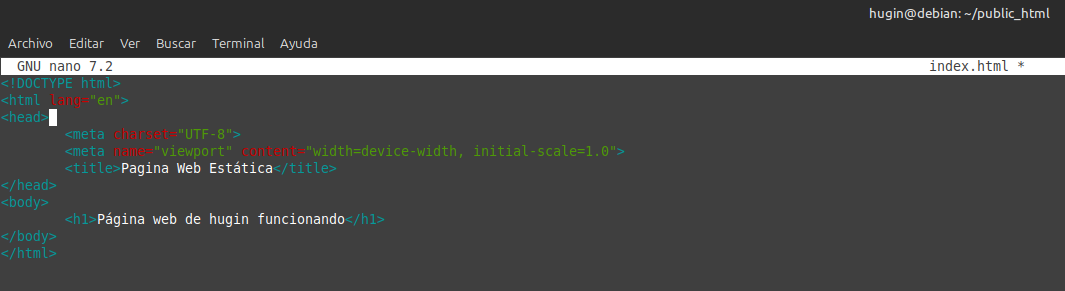 hugin@debian: ~/public_html
Archivo Editar Ver Buscar Terminal Ayuda
GNU nano 7.2 index.html *
<!DOCTYPE html>
<html lang="en">
<head>
<meta charset="UTF-8">
<meta name="viewport" content="width=device-width, initial-scale=1.0">
<title>Pagina Web Estática</title>
</head>
<body>
<h1>Página web de hugin funcionando</h1>
</body>
</html>